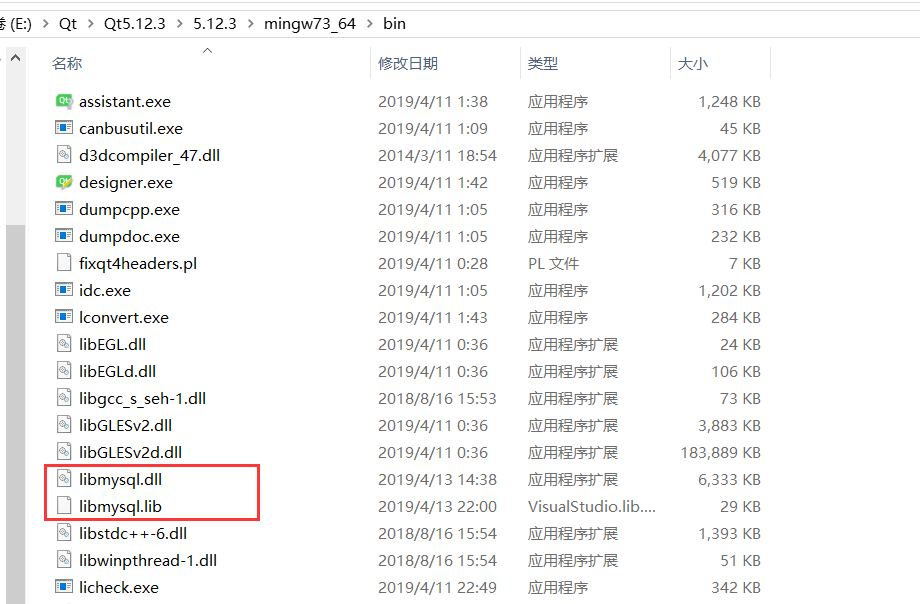 (E:) > Qt > Qt5.12.3 > 5.12.3 > mingw73_64 > bin
名称 修改日期 类型 大小
assistant.exe 2019/4/11 1:38 应用程序 1,248 KB
canbusutil.exe 2019/4/11 1:09 应用程序 45 KB
d3dcompiler_47.dll 2014/3/11 18:54 应用程序扩展 4,077 KB
designer.exe 2019/4/11 1:42 应用程序 519 KB
dumpcpp.exe 2019/4/11 1:05 应用程序 316 KB
dumpdoc.exe 2019/4/11 1:05 应用程序 232 KB
fixqt4headers.pl 2019/4/11 0:28 PL 文件 7 KB
idc.exe 2019/4/11 1:05 应用程序 1,202 KB
lconvert.exe 2019/4/11 1:43 应用程序 284 KB
libEGL.dll 2019/4/11 0:36 应用程序扩展 24 KB
libEGLd.dll 2019/4/11 0:36 应用程序扩展 106 KB
libgcc_s_seh-1.dll 2018/8/16 15:53 应用程序扩展 73 KB
libGLESv2.dll 2019/4/11 0:36 应用程序扩展 3,883 KB
libGLESv2d.dll 2019/4/11 0:36 应用程序扩展 183,889 KB
libmysql.dll 2019/4/13 14:38 应用程序扩展 6,333 KB
libmysql.lib 2019/4/13 22:00 VisualStudio.lib.... 29 KB
libstdc++-6.dll 2018/8/16 15:54 应用程序扩展 1,393 KB
libwinpthread-1.dll 2018/8/16 15:54 应用程序扩展 51 KB
licheck.exe 2019/4/11 22:49 应用程序 342 KB